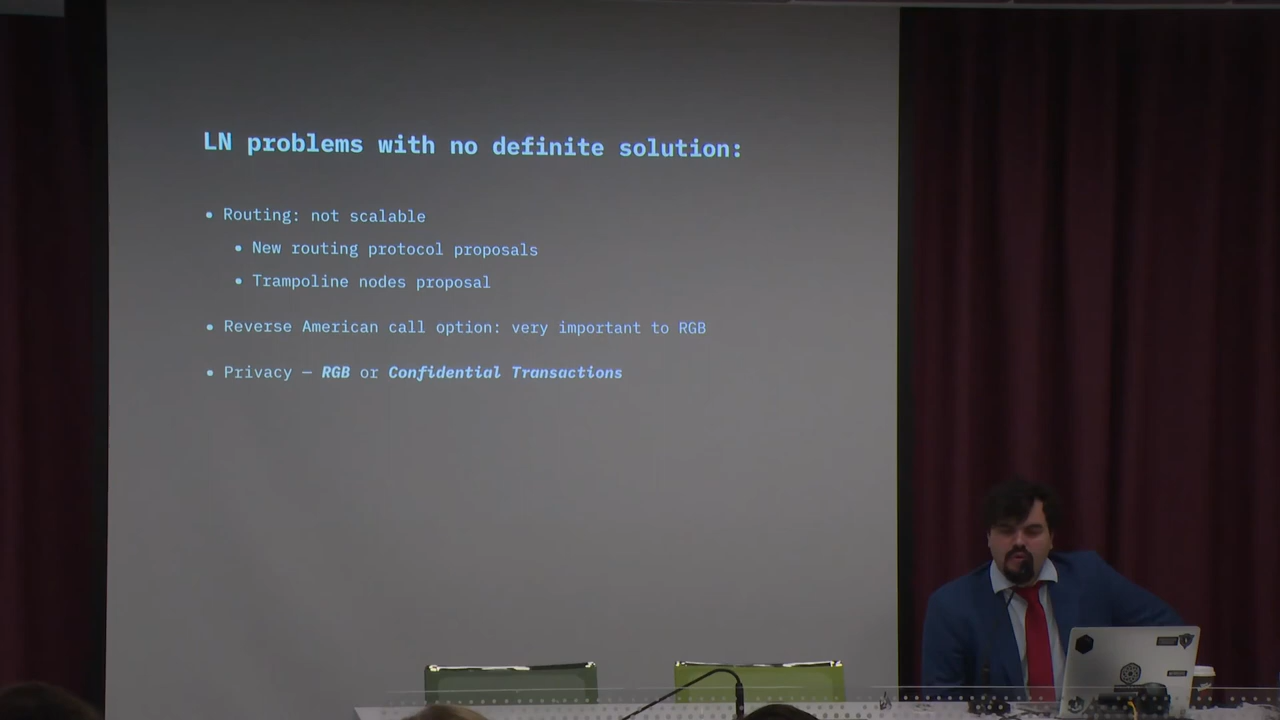 LN problems with no definite solution:
• Routing: not scalable
• New routing protocol proposals
• Trampoline nodes proposal
• Reverse American call option: very important to RGB
• Privacy — RGB or Confidential Transactions